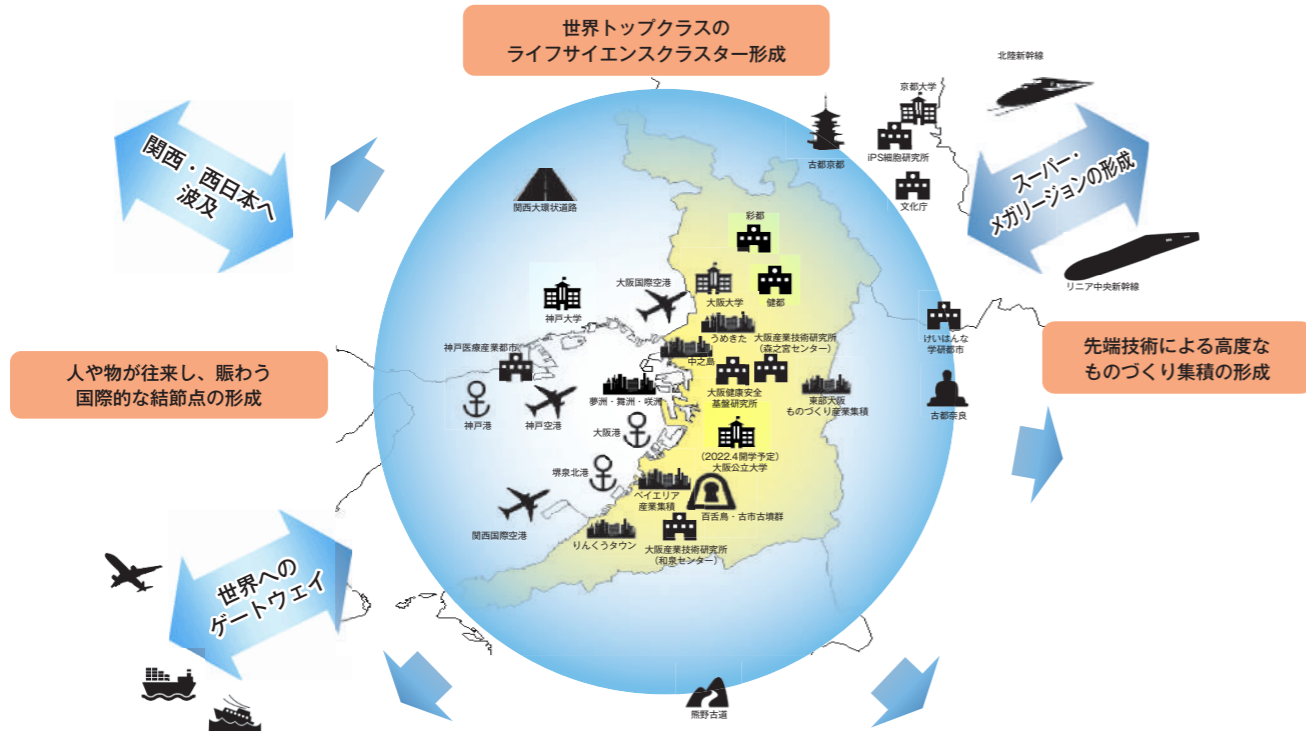 世界トップクラスの
ライフサイエンスクラスター形成
北陸新幹線
京都大学
iPS細胞研究所
古都京都
文化庁
スーパー・
メガリージョンの形成
リニア中央新幹線
関西・西日本へ
波及
関西大環状道路
彩都
大阪国際空港
大阪大学
健都
神戸大学
うめきた
大阪産業技術研究所
(森之宮センター)
中之島
けいはんな
学研都市
先端技術による高度な
ものづくり集積の形成
神戸医療産業都市
人や物が往来し、賑わう
国際的な結節点の形成
夢洲・舞洲・咲洲
大阪健康安全
基盤研究所
東部大阪
ものづくり産業集積
古都奈良
神戸港
神戸空港
大阪港
(2022.4開学予定)
大阪公立大学
堺泉北港
ベイエリア
産業集積
百舌鳥・古市古墳群
関西国際空港
りんくうタウン
大阪産業技術研究所
(和泉センター)
世界への
ゲートウェイ
熊野古道